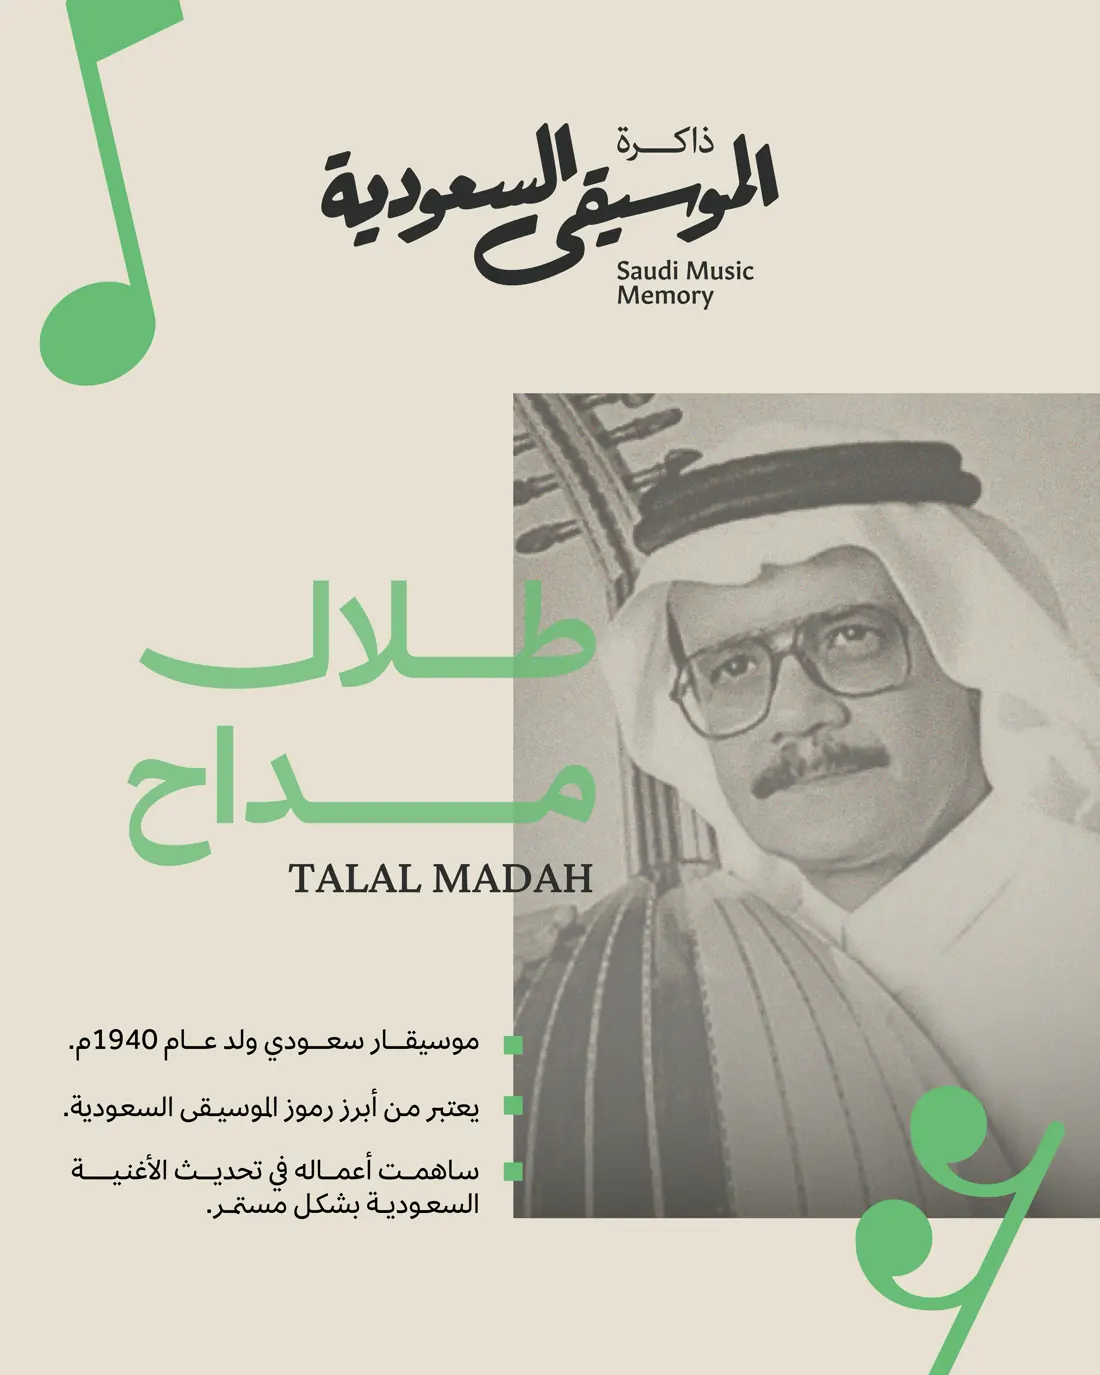 ذاكرة
الموسيقى السعودية
Saudi Music
Memory
طلال
مداح
TALAL MADAH
موسيقار سعودي ولد عام 1940م.
يعتبر من أبرز رموز الموسيقى السعودية.
ساهمت أعماله في تحديث الأغنية
السعودية بشكل مستمر.